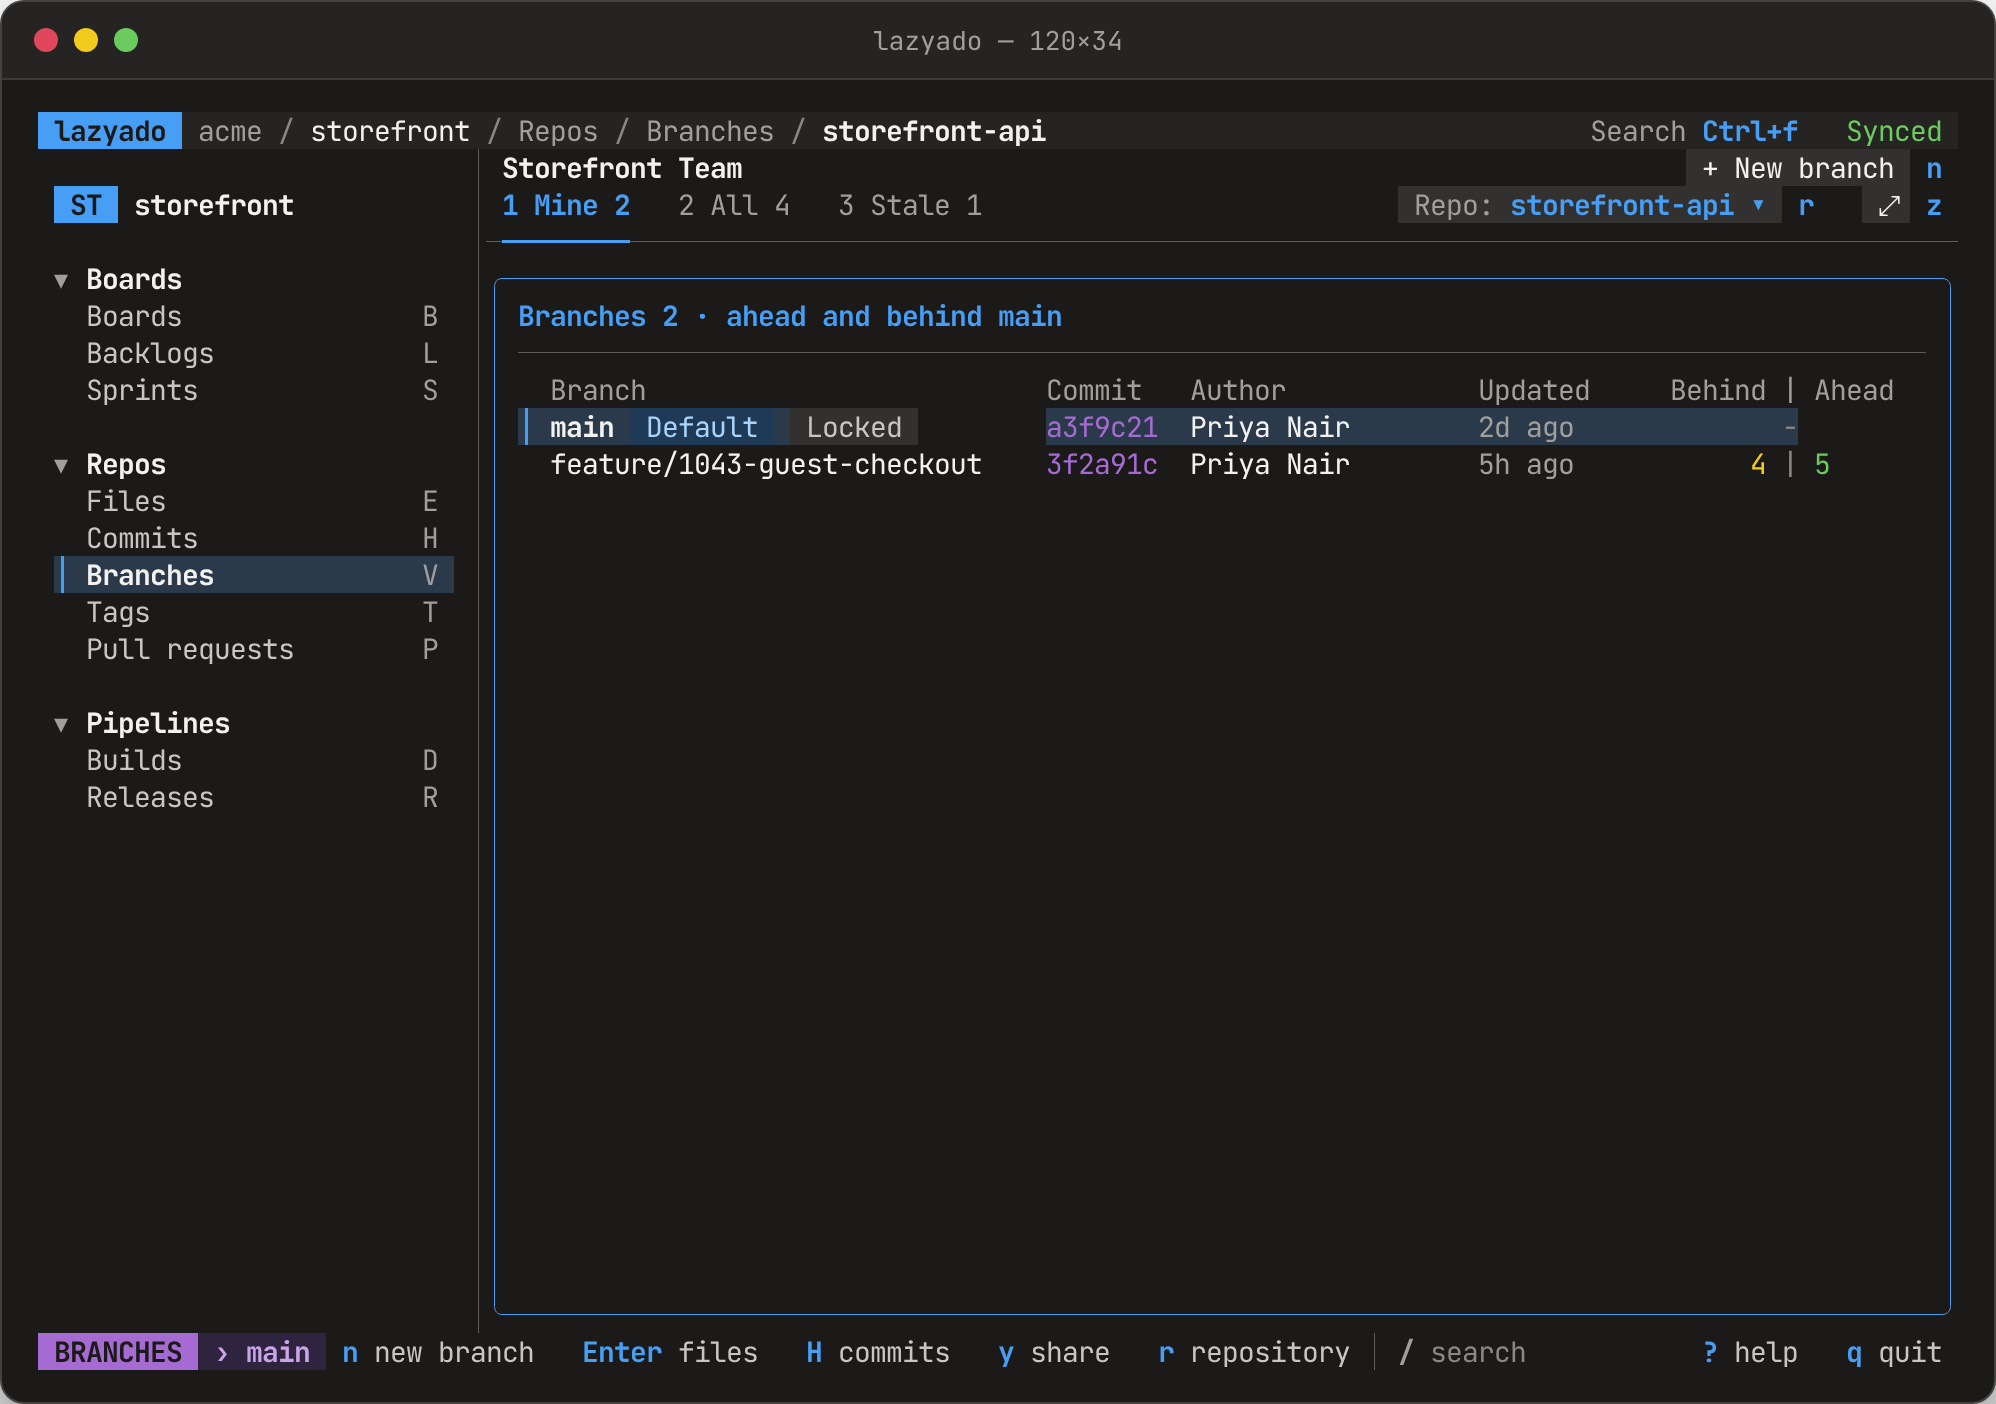 lazyado — 120×34
lazyado acme / storefront / Repos / Branches / storefront-api Search Ctrl+f Synced
Storefront Team + New branch n
ST storefront 1 Mine 2 2 All 4 3 Stale 1 Repo: storefront-api ▾ r ⤢ z
▼ Boards
Boards B
Backlogs L
Sprints S
▼ Repos
Files E
Commits H
Branches V
Tags T
Pull requests P
▼ Pipelines
Builds D
Releases R
Branches 2 · ahead and behind main
Branch Commit Author Updated Behind | Ahead
main Default Locked a3f9c21 Priya Nair 2d ago -
feature/1043-guest-checkout 3f2a91c Priya Nair 5h ago 4 | 5
BRANCHES › main n new branch Enter files H commits y share r repository / search ? help q quit